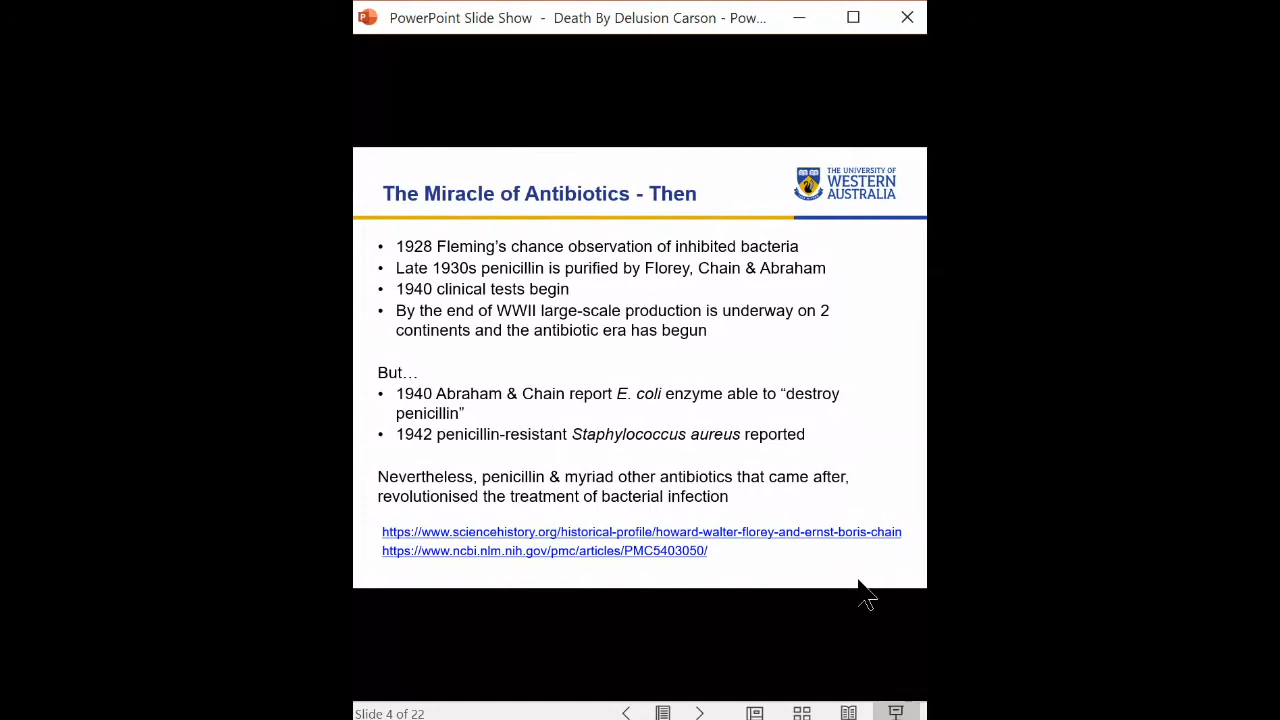 PowerPoint Slide Show - Death By Delusion Carson - Pow...
The Miracle of Antibiotics - Then
THE UNIVERSITY OF
WESTERN
AUSTRALIA
• 1928 Fleming's chance observation of inhibited bacteria
• Late 1930s penicillin is purified by Florey, Chain & Abraham
• 1940 clinical tests begin
• By the end of WWII large-scale production is underway on 2
continents and the antibiotic era has begun
But…
• 1940 Abraham & Chain report E. coli enzyme able to “destroy
penicillin”
• 1942 penicillin-resistant Staphylococcus aureus reported
Nevertheless, penicillin & myriad other antibiotics that came after,
revolutionised the treatment of bacterial infection
https://www.sciencehistory.org/historical-profile/howard-walter-florey-and-ernst-boris-chain
https://www.ncbi.nlm.nih.gov/pmc/articles/PMC5403050/
Slide 4 of 22